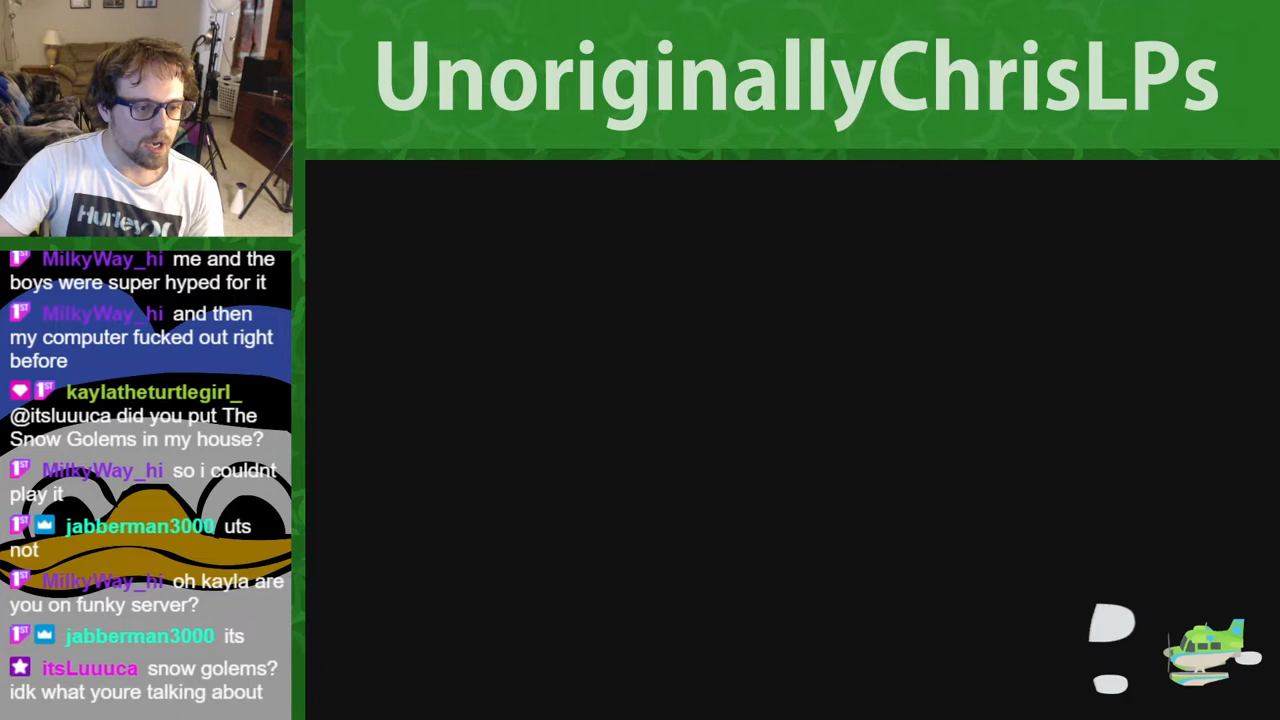 UnoriginallyChrisLPs
Hurley
MilkyWay_hi me and the
boys were super hyped for it
MilkyWay_hi and then
my computer fucked out right
before
kaylatheturtlegirl_
@itsluuuca did you put The
Snow Golems in my house?
MilkyWay_hi so i couldnt
play it
jabberman3000 uts
not
MilkyWay_hi oh kayla are
you on funky server?
jabberman3000 its
itsLuuuca snow golems?
idk what youre talking about